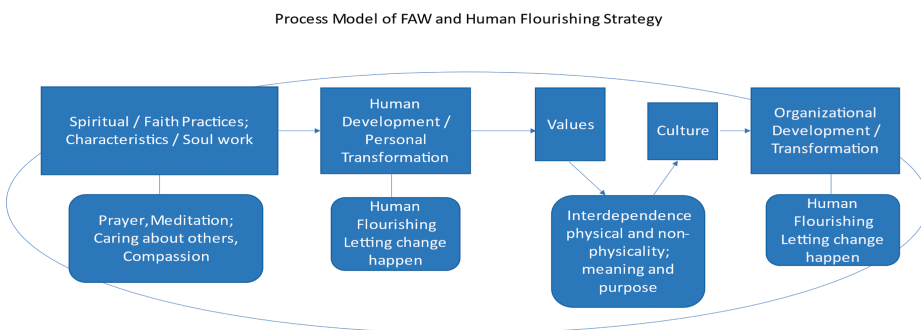 Process Model of FAW and Human Flourishing Strategy
Spiritual / Faith Practices;
Characteristics / Soul work
Human
Development /
Personal
Transformation
Values
Culture
Organizational
Development /
Transformation
Prayer, Meditation;
Caring about others,
Compassion
Human
Flourishing
Letting change
happen
Interdependence
physical and non-
physicality;
meaning and
purpose
Human
Flourishing
Letting change
happen